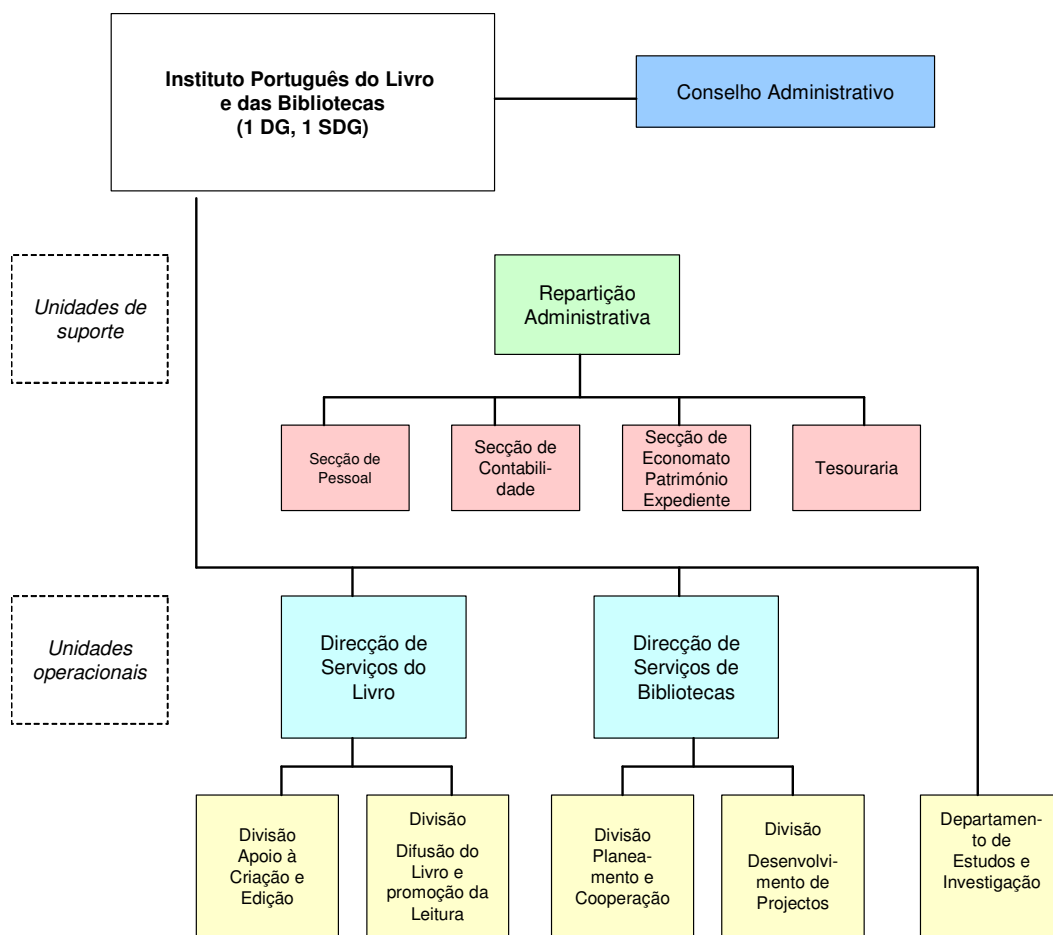 Instituto Português do Livro
e das Bibliotecas
(1 DG, 1 SDG)
Conselho Administrativo
Unidades de
suporte
Repartição
Administrativa
Secção de
Pessoal
Secção de
Contabili-
dade
Secção de
Economato
Património
Expediente
Tesouraria
Unidades
operacionais
Direcção de
Serviços do
Livro
Direcção de
Serviços de
Bibliotecas
Divisão
Apoio à
Criação e
Edição
Divisão
Difusão do
Livro e
promoção da
Leitura
Divisão
Planea-
mento e
Cooperação
Divisão
Desenvolvi-
mento de
Projectos
Departamen-
to de
Estudos e
Investigação